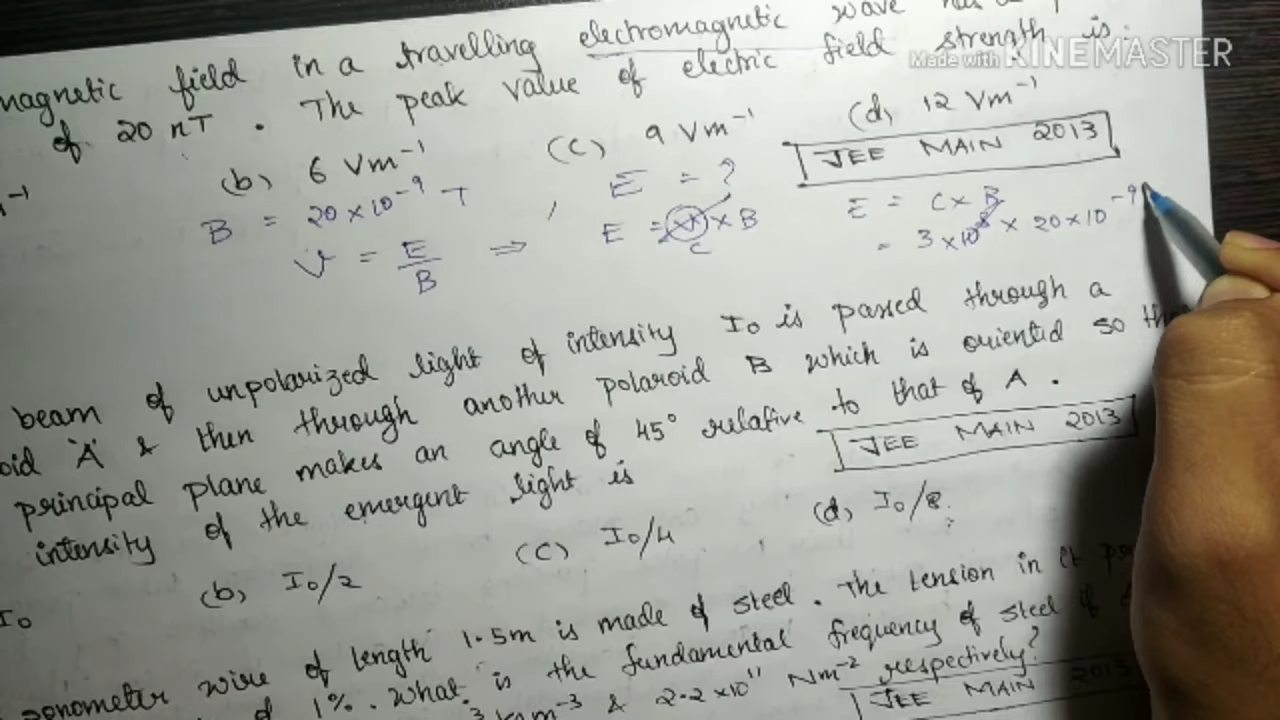 Made with KINEMASTER
magnetic field in a travelling electromagnetic wave
of 20 nT . The peak value of electric field strength is.
(b) 6 Vm⁻¹ (c) 9 Vm⁻¹ (d) 12 Vm⁻¹
JEE MAIN 2013
B = 20×10⁻⁹ T , E = ?
v = E/B ⇒ E = c × B
E = C × B
= 3×10⁸ × 20×10⁻⁹
beam of unpolarized light of intensity I₀ is passed through a
oid 'A' & then through another polaroid B which is oriented so
principal plane makes an angle of 45° relative to that of A .
intensity of the emergent light is
JEE MAIN 2013
I₀ (b) I₀/2 (c) I₀/4 (d) I₀/8
sonometer wire of length 1.5m is made of steel . The tension in it
1% . What is the fundamental frequency of steel if
& 2.2×10¹¹ Nm⁻² respectively?
JEE MAIN 2013